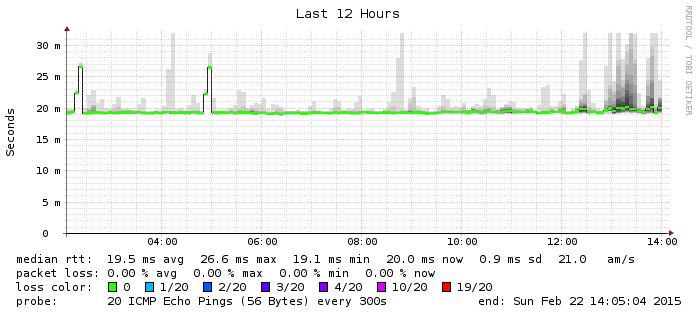 Last 12 Hours
RRDTOOL / TOBI OETIKER
Seconds
30 m
25 m
20 m
15 m
10 m
5 m
0
04:00 06:00 08:00 10:00 12:00 14:00
median rtt: 19.5 ms avg 26.6 ms max 19.1 ms min 20.0 ms now 0.9 ms sd 21.0 am/s
packet loss: 0.00 % avg 0.00 % max 0.00 % min 0.00 % now
loss color: 0 1/20 2/20 3/20 4/20 10/20 19/20
probe: 20 ICMP Echo Pings (56 Bytes) every 300s end: Sun Feb 22 14:05:04 2015